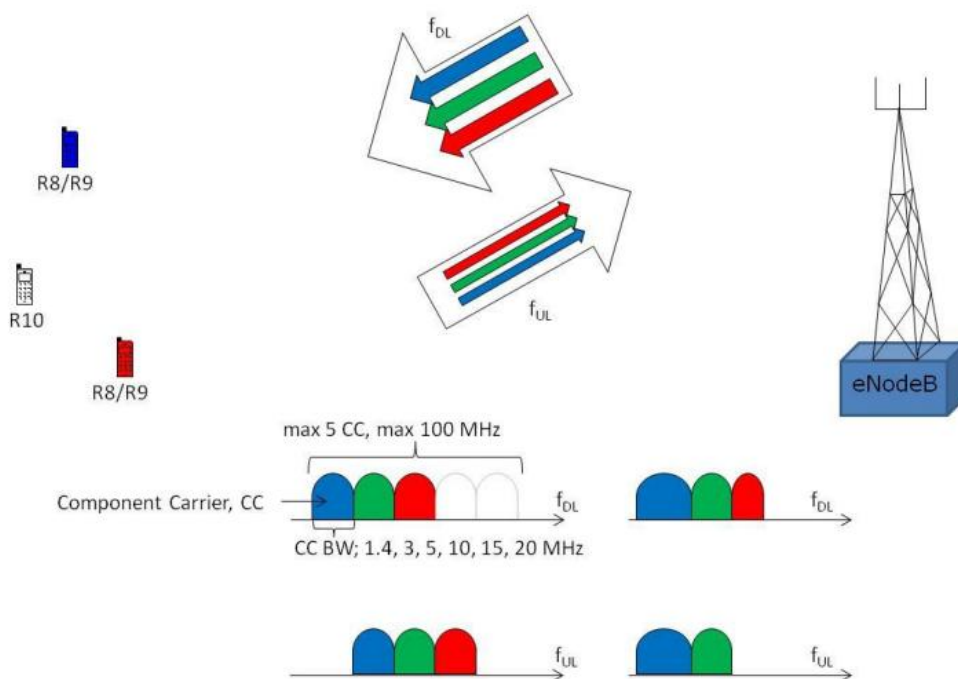 f_DL
R8/R9
R10
f_UL
R8/R9
eNodeB
max 5 CC, max 100 MHz
Component Carrier, CC
f_DL
f_DL
CC BW; 1.4, 3, 5, 10, 15, 20 MHz
f_UL
f_UL